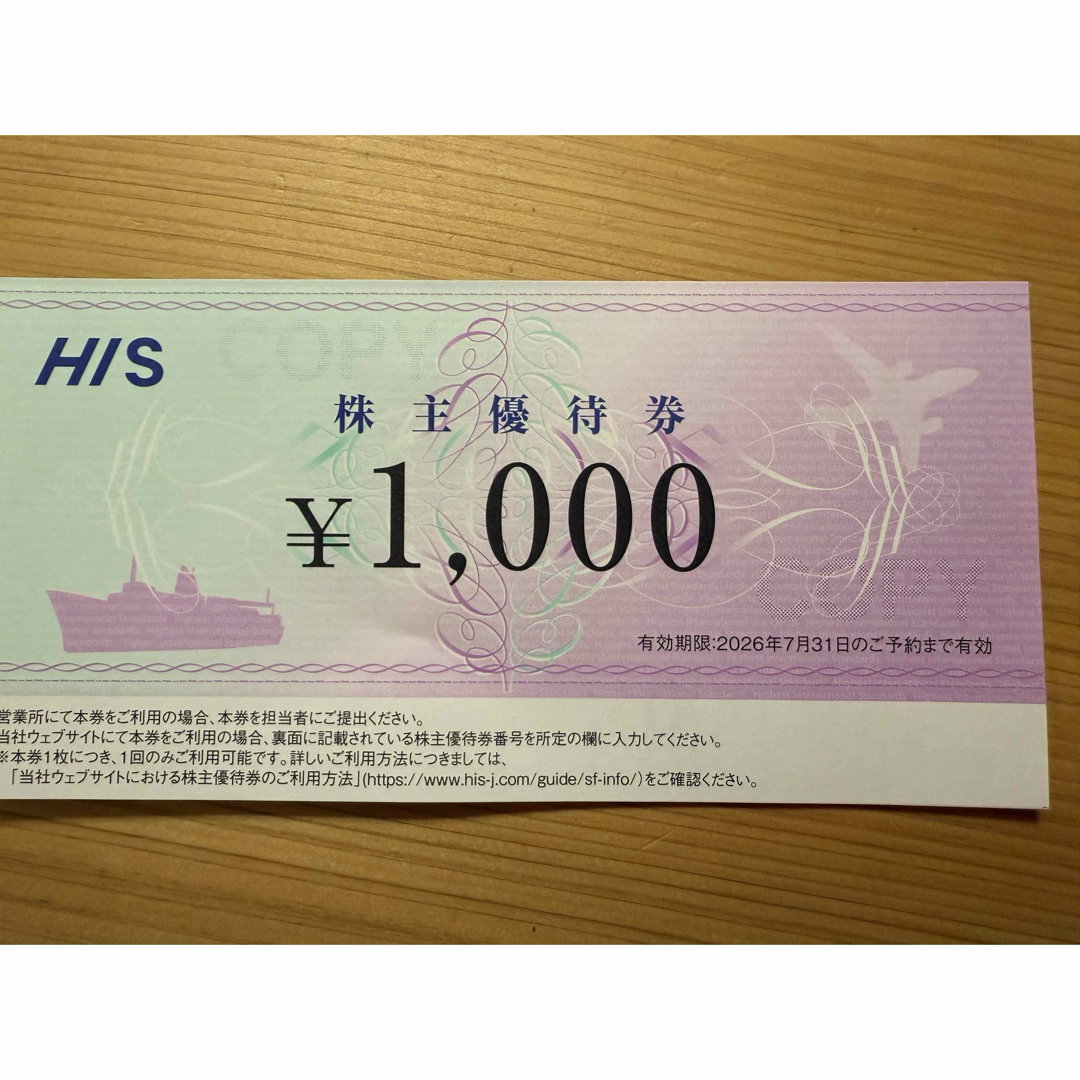 HIS
COPY
株主優待券
¥1,000
COPY
有効期限:2026年7月31日のご予約まで有効
営業所にて本券をご利用の場合、本券を担当者にご提出ください。
当社ウェブサイトにて本券をご利用の場合、裏面に記載されている株主優待券番号を所定の欄に入力してください。
※本券1枚につき、1回のみご利用可能です。詳しいご利用方法につきましては、
「当社ウェブサイトにおける株主優待券のご利用方法」(https://www.his-j.com/guide/sf-info/)をご確認ください。